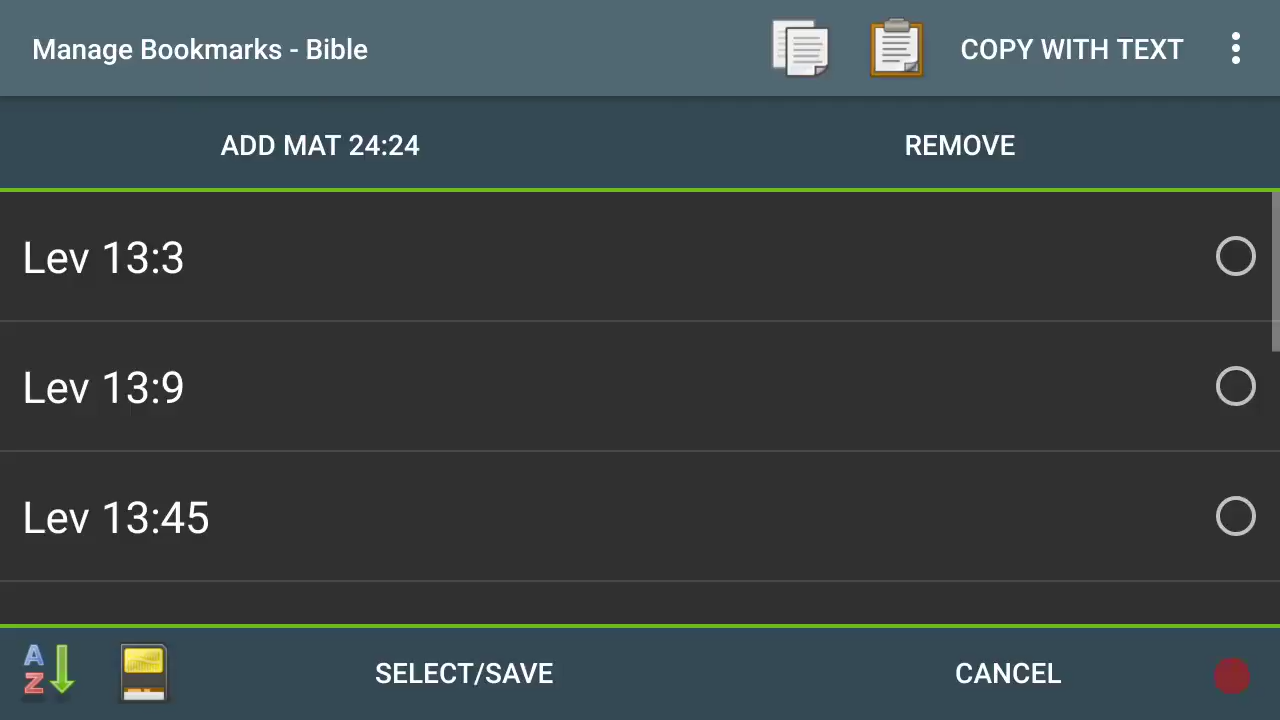 Manage Bookmarks - Bible
COPY WITH TEXT
ADD MAT 24:24
REMOVE
Lev 13:3
Lev 13:9
Lev 13:45
A
Z
SELECT/SAVE
CANCEL